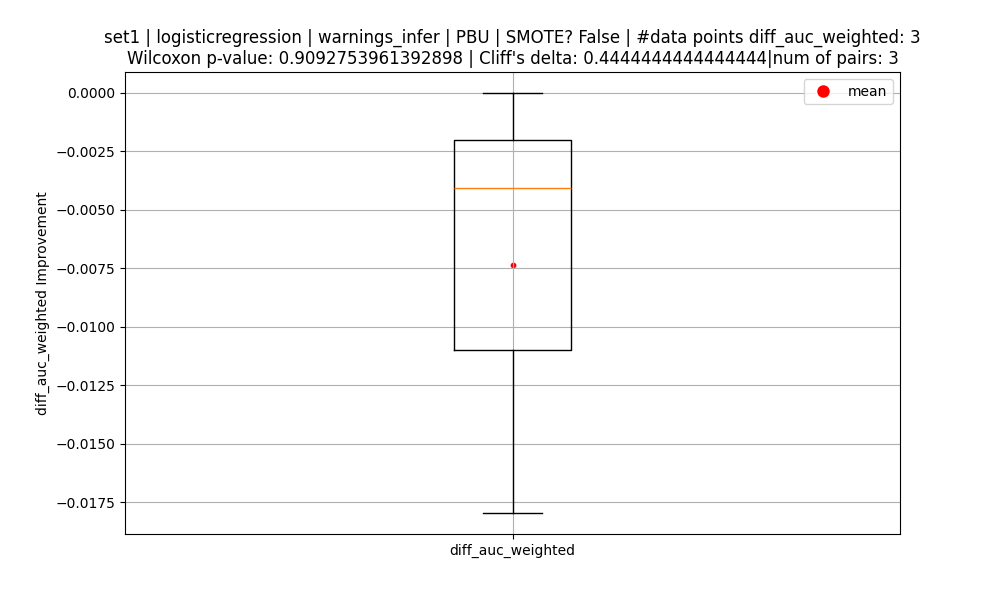 set1 | logisticregression | warnings_infer | PBU | SMOTE? False | #data points diff_auc_weighted: 3
Wilcoxon p-value: 0.9092753961392898 | Cliff's delta: 0.4444444444444444|num of pairs: 3
mean
0.0000
−0.0025
−0.0050
−0.0075
−0.0100
−0.0125
−0.0150
−0.0175
diff_auc_weighted Improvement
diff_auc_weighted